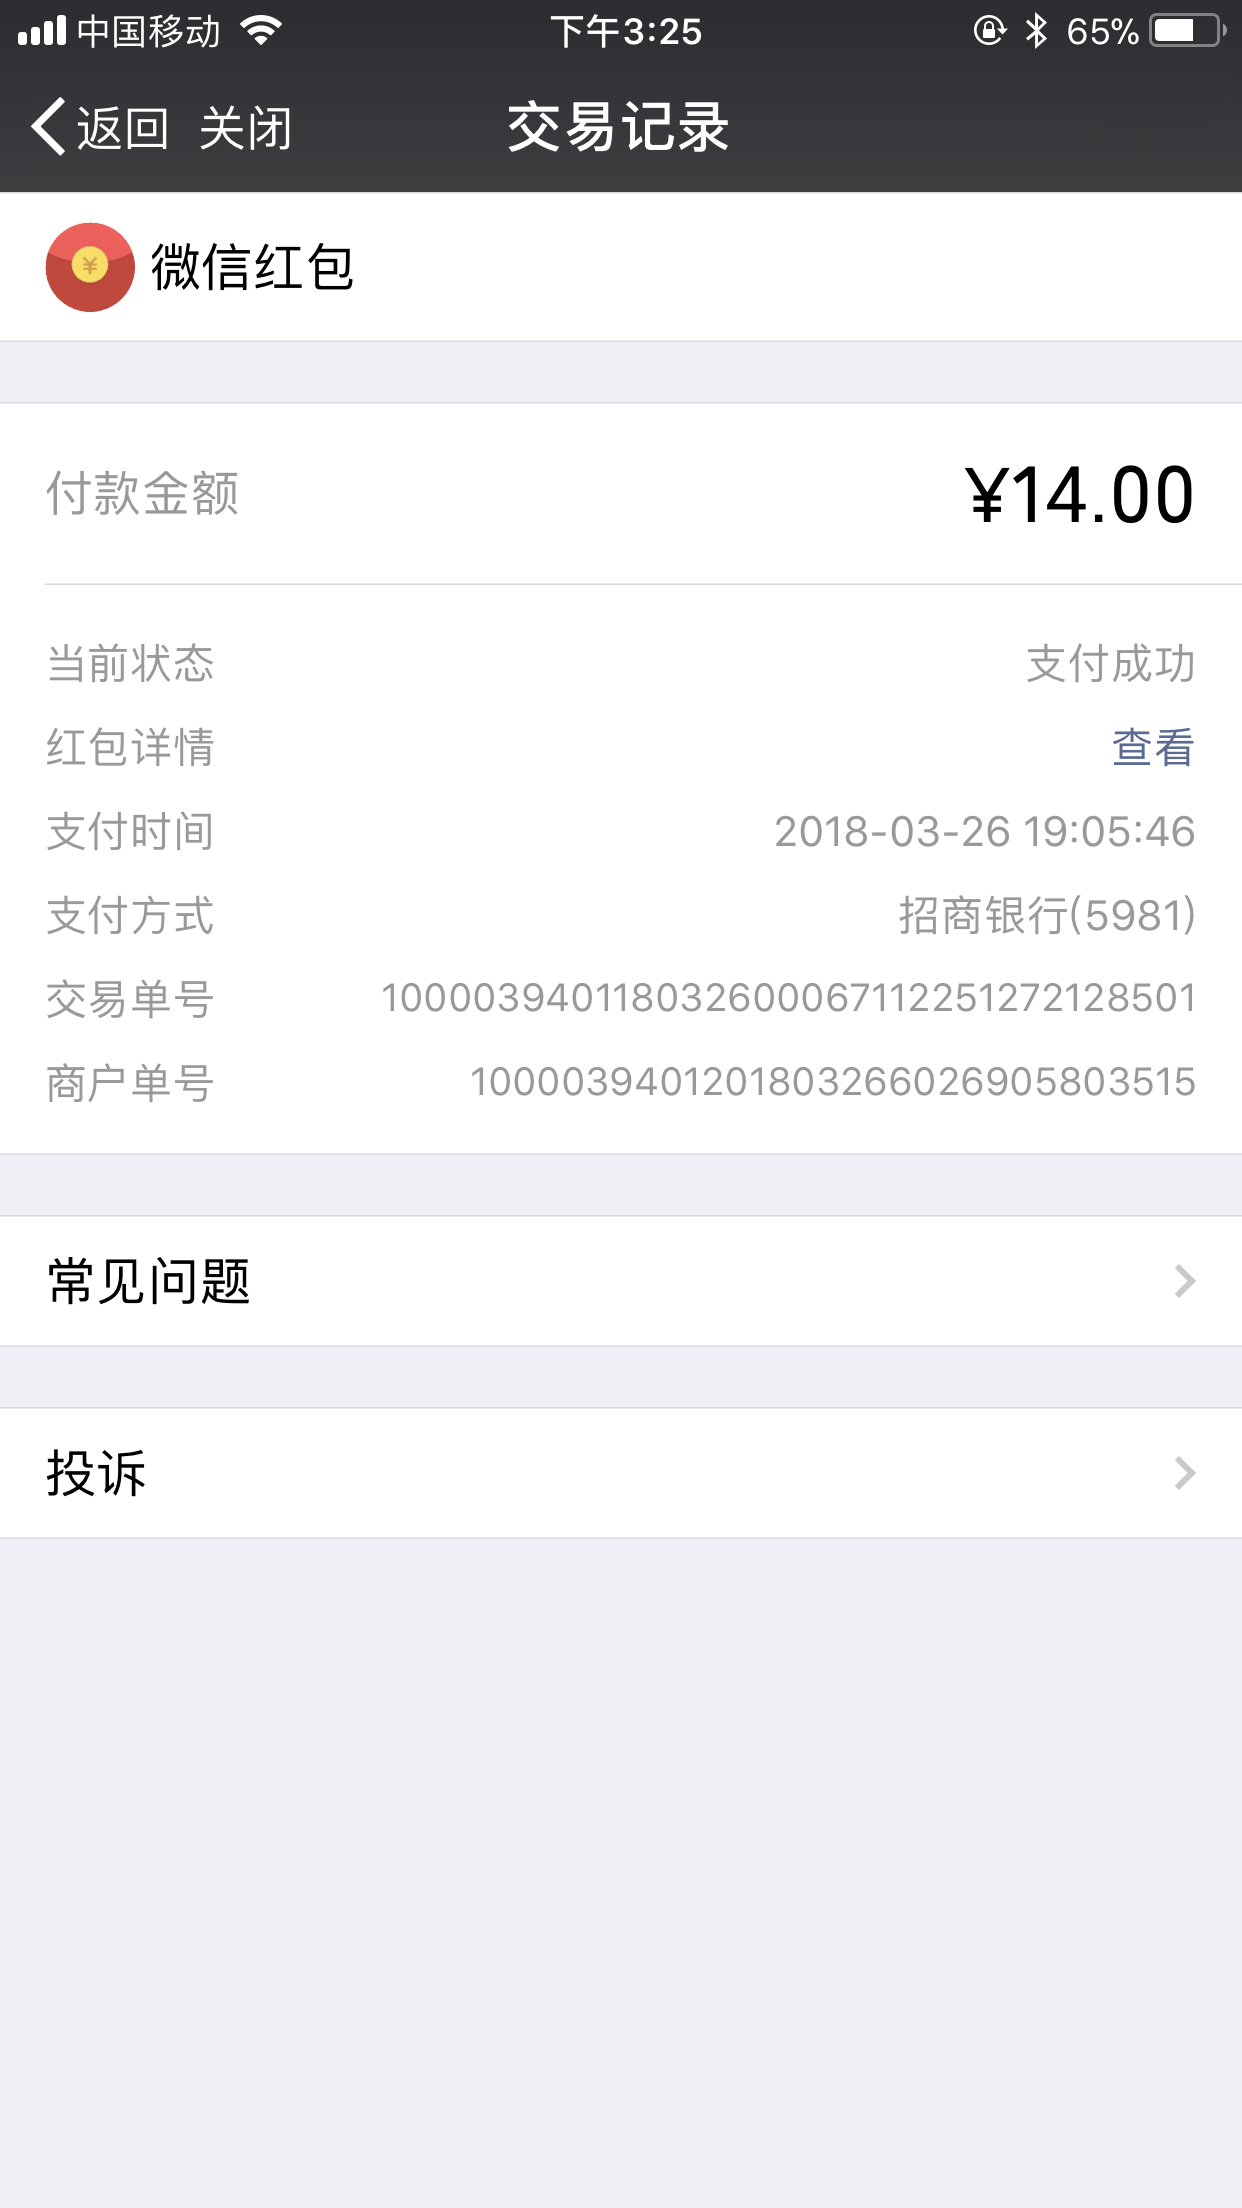 中国移动 下午3:25 65%
返回 关闭 交易记录
微信红包
付款金额 ¥14.00
当前状态 支付成功
红包详情 查看
支付时间 2018-03-26 19:05:46
支付方式 招商银行(5981)
交易单号 1000039401180326000671122512721​28501
商户单号 1000039401201803266026905803515
常见问题
投诉